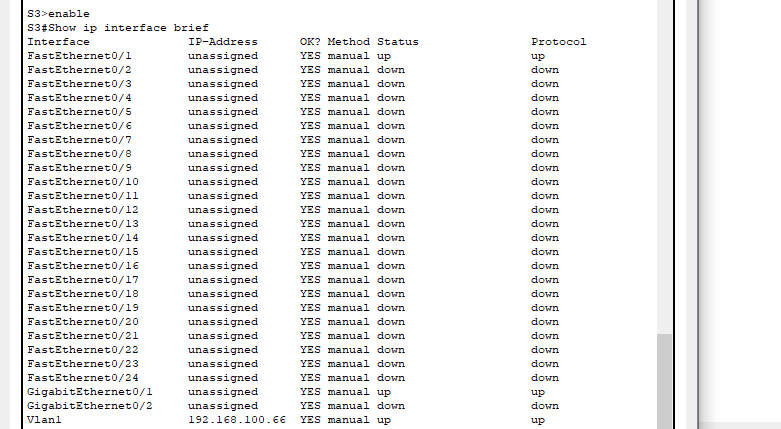 S3>enable
S3#Show ip interface brief
Interface IP-Address OK? Method Status Protocol
FastEthernet0/1 unassigned YES manual up up
FastEthernet0/2 unassigned YES manual down down
FastEthernet0/3 unassigned YES manual down down
FastEthernet0/4 unassigned YES manual down down
FastEthernet0/5 unassigned YES manual down down
FastEthernet0/6 unassigned YES manual down down
FastEthernet0/7 unassigned YES manual down down
FastEthernet0/8 unassigned YES manual down down
FastEthernet0/9 unassigned YES manual down down
FastEthernet0/10 unassigned YES manual down down
FastEthernet0/11 unassigned YES manual down down
FastEthernet0/12 unassigned YES manual down down
FastEthernet0/13 unassigned YES manual down down
FastEthernet0/14 unassigned YES manual down down
FastEthernet0/15 unassigned YES manual down down
FastEthernet0/16 unassigned YES manual down down
FastEthernet0/17 unassigned YES manual down down
FastEthernet0/18 unassigned YES manual down down
FastEthernet0/19 unassigned YES manual down down
FastEthernet0/20 unassigned YES manual down down
FastEthernet0/21 unassigned YES manual down down
FastEthernet0/22 unassigned YES manual down down
FastEthernet0/23 unassigned YES manual down down
FastEthernet0/24 unassigned YES manual down down
GigabitEthernet0/1 unassigned YES manual up up
GigabitEthernet0/2 unassigned YES manual down down
Vlan1 192.168.100.66 YES manual up up